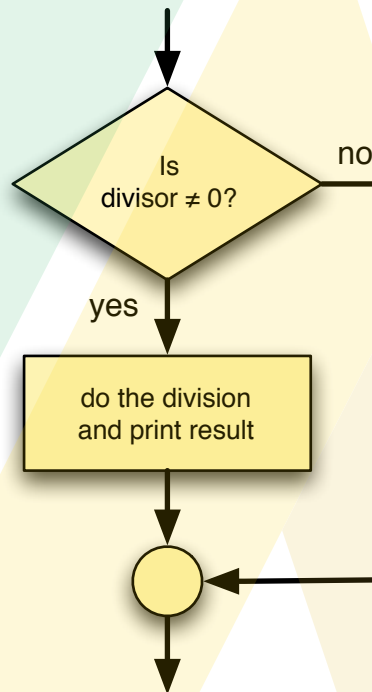 Is
divisor ≠ 0?
no
yes
do the division
and print result